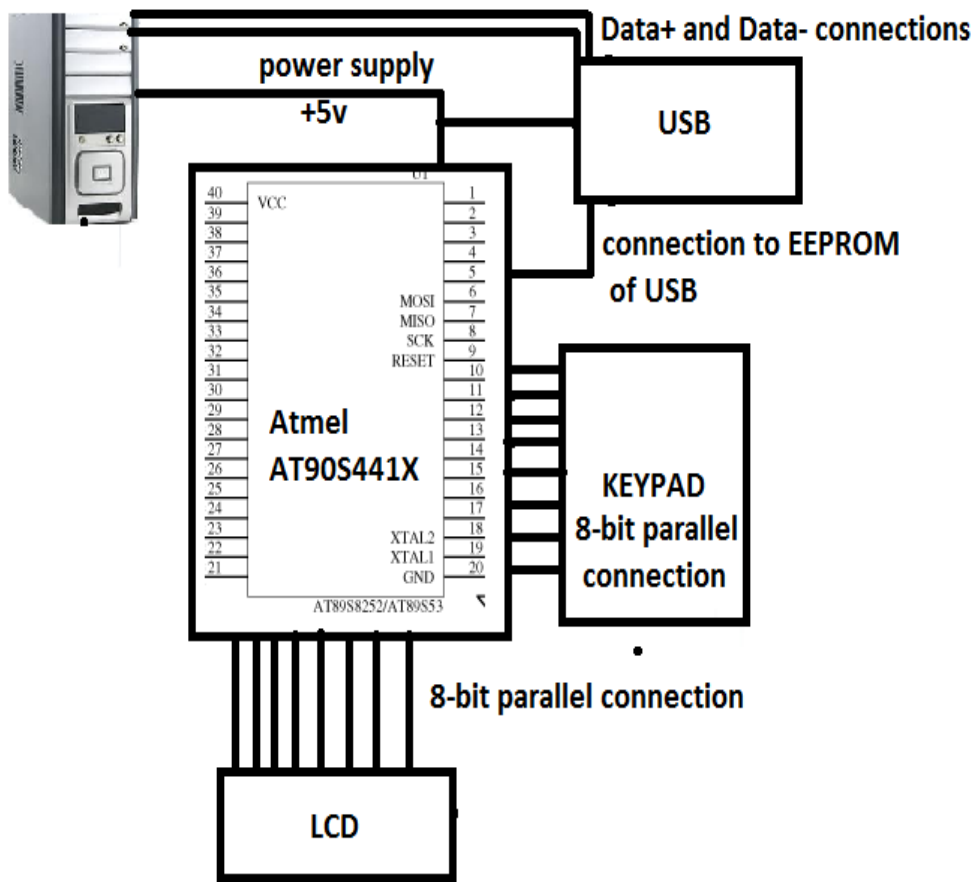 Data+ and Data- connections
power supply
+5v
USB
U1
connection to EEPROM
of USB
40 VCC 1
39 2
38 3
37 4
36 5
35 6
34 MOSI 7
33 MISO 8
32 SCK 9
31 RESET 10
30 11
29 12
28 13
27 14
26 15
25 16
24 17
23 18
22 XTAL2 19
21 XTAL1 20
GND
Atmel
AT90S441X
AT89S8252/AT89S53
KEYPAD
8-bit parallel
connection
8-bit parallel connection
LCD